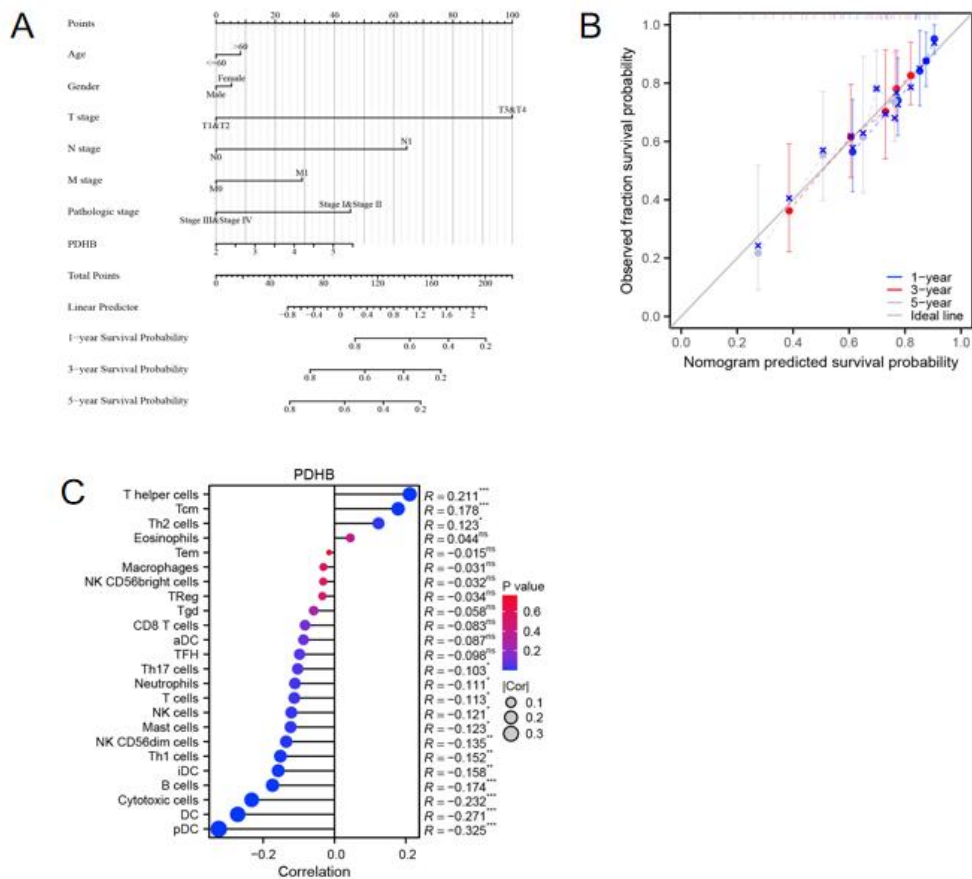 A
Points
0 20 40 60 80 100
Age
<=60 >60
Gender
Male Female
T stage
T1&T2 T3&T4
N stage
N0 N1
M stage
M0 M1
Pathologic stage
Stage III&Stage IV Stage I&Stage II
PDHB
2 3 4 5
Total Points
0 40 80 120 160 200
Linear Predictor
−0.8 −0.4 0 0.2 0.6 1 1.4 1.8 2.2
1−year Survival Probability
0.8 0.6 0.4 0.2
3−year Survival Probability
0.8 0.6 0.4 0.2
5−year Survival Probability
0.8 0.6 0.4 0.2
B
Observed fraction survival probability
1.0
0.8
0.6
0.4
0.2
0.0
1−year
3−year
5−year
Ideal line
0.0 0.2 0.4 0.6 0.8 1.0
Nomogram predicted survival probability
C
PDHB
T helper cells R = 0.211***
Tcm R = 0.178***
Th2 cells R = 0.123*
Eosinophils R = 0.044ns
Tem R = −0.015ns
Macrophages R = −0.031ns
NK CD56bright cells R = −0.032ns
TReg R = −0.034ns
Tgd R = −0.058ns
CD8 T cells R = −0.083ns
aDC R = −0.087ns
TFH R = −0.098ns
Th17 cells R = −0.103*
Neutrophils R = −0.111*
T cells R = −0.113*
NK cells R = −0.121*
Mast cells R = −0.123*
NK CD56dim cells R = −0.135**
Th1 cells R = −0.152**
iDC R = −0.158**
B cells R = −0.174***
Cytotoxic cells R = −0.232***
DC R = −0.271***
pDC R = −0.325***
−0.2 0.0 0.2
Correlation
P value
0.6
0.4
0.2
|Cor|
0.1
0.2
0.3